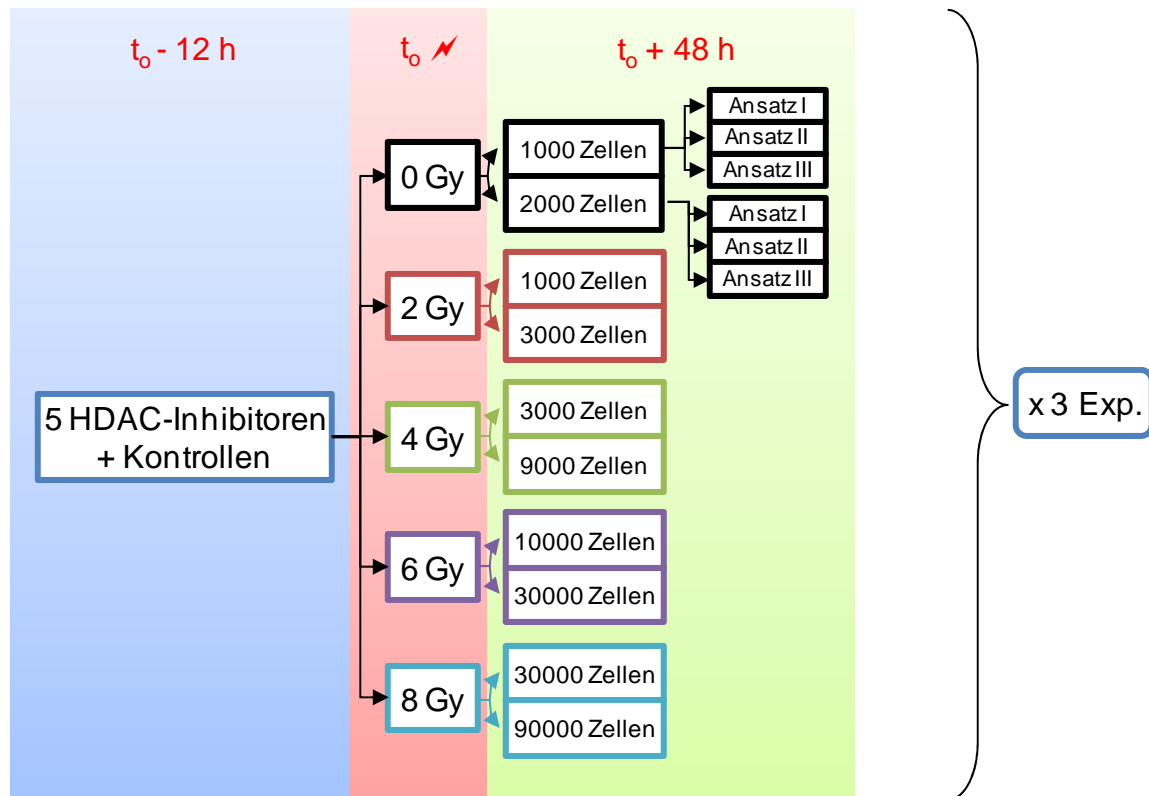 to - 12 h
to
to + 48 h
Ansatz I
Ansatz II
Ansatz III
1000 Zellen
2000 Zellen
0 Gy
Ansatz I
Ansatz II
Ansatz III
2 Gy
1000 Zellen
3000 Zellen
5 HDAC-Inhibitoren
+ Kontrollen
4 Gy
3000 Zellen
9000 Zellen
x 3 Exp.
6 Gy
10000 Zellen
30000 Zellen
8 Gy
30000 Zellen
90000 Zellen